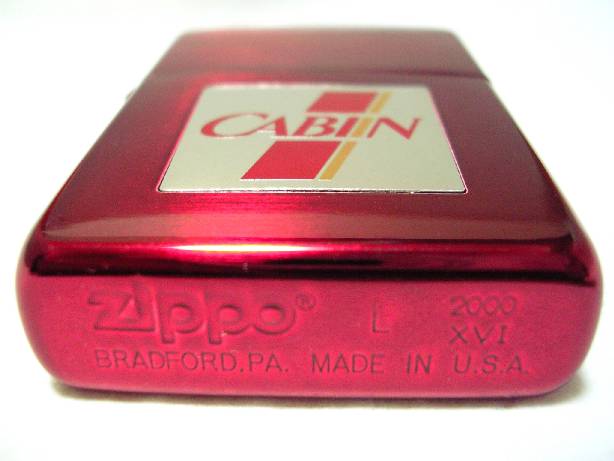 CABIN
Zippo® L 2000
XVI
BRADFORD, PA. MADE IN U.S.A.